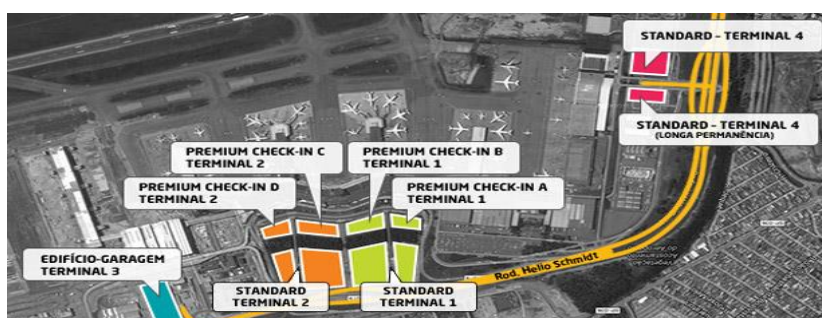 STANDARD - TERMINAL 4
STANDARD - TERMINAL 4
(LONGA PERMANÊNCIA)
PREMIUM CHECK-IN C
TERMINAL 2
PREMIUM CHECK-IN B
TERMINAL 1
PREMIUM CHECK-IN D
TERMINAL 2
PREMIUM CHECK-IN A
TERMINAL 1
EDIFÍCIO-GARAGEM
TERMINAL 3
Rod. Helio Schmidt
STANDARD
TERMINAL 2
STANDARD
TERMINAL 1